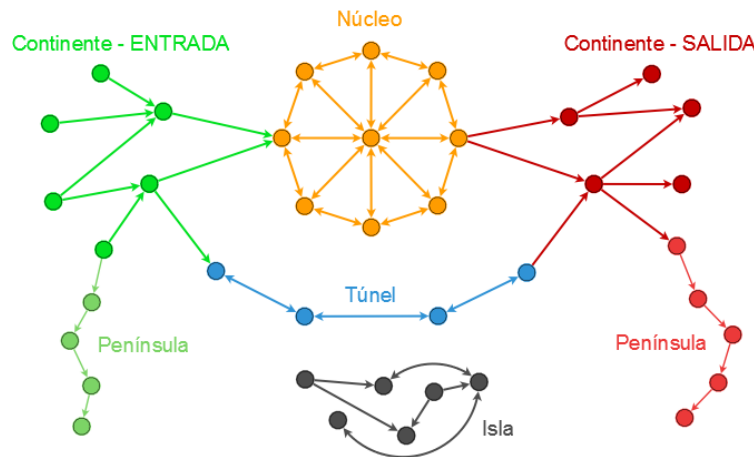 Núcleo
Continente - ENTRADA
Continente - SALIDA
Túnel
Península
Península
Isla